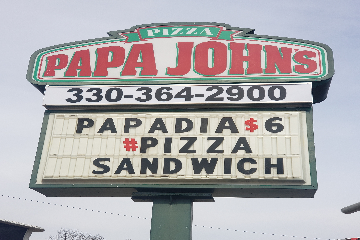 PIZZA
PAPA JOHNS
330-364-2900
PAPADIA $6
#PIZZA
SANDWICH